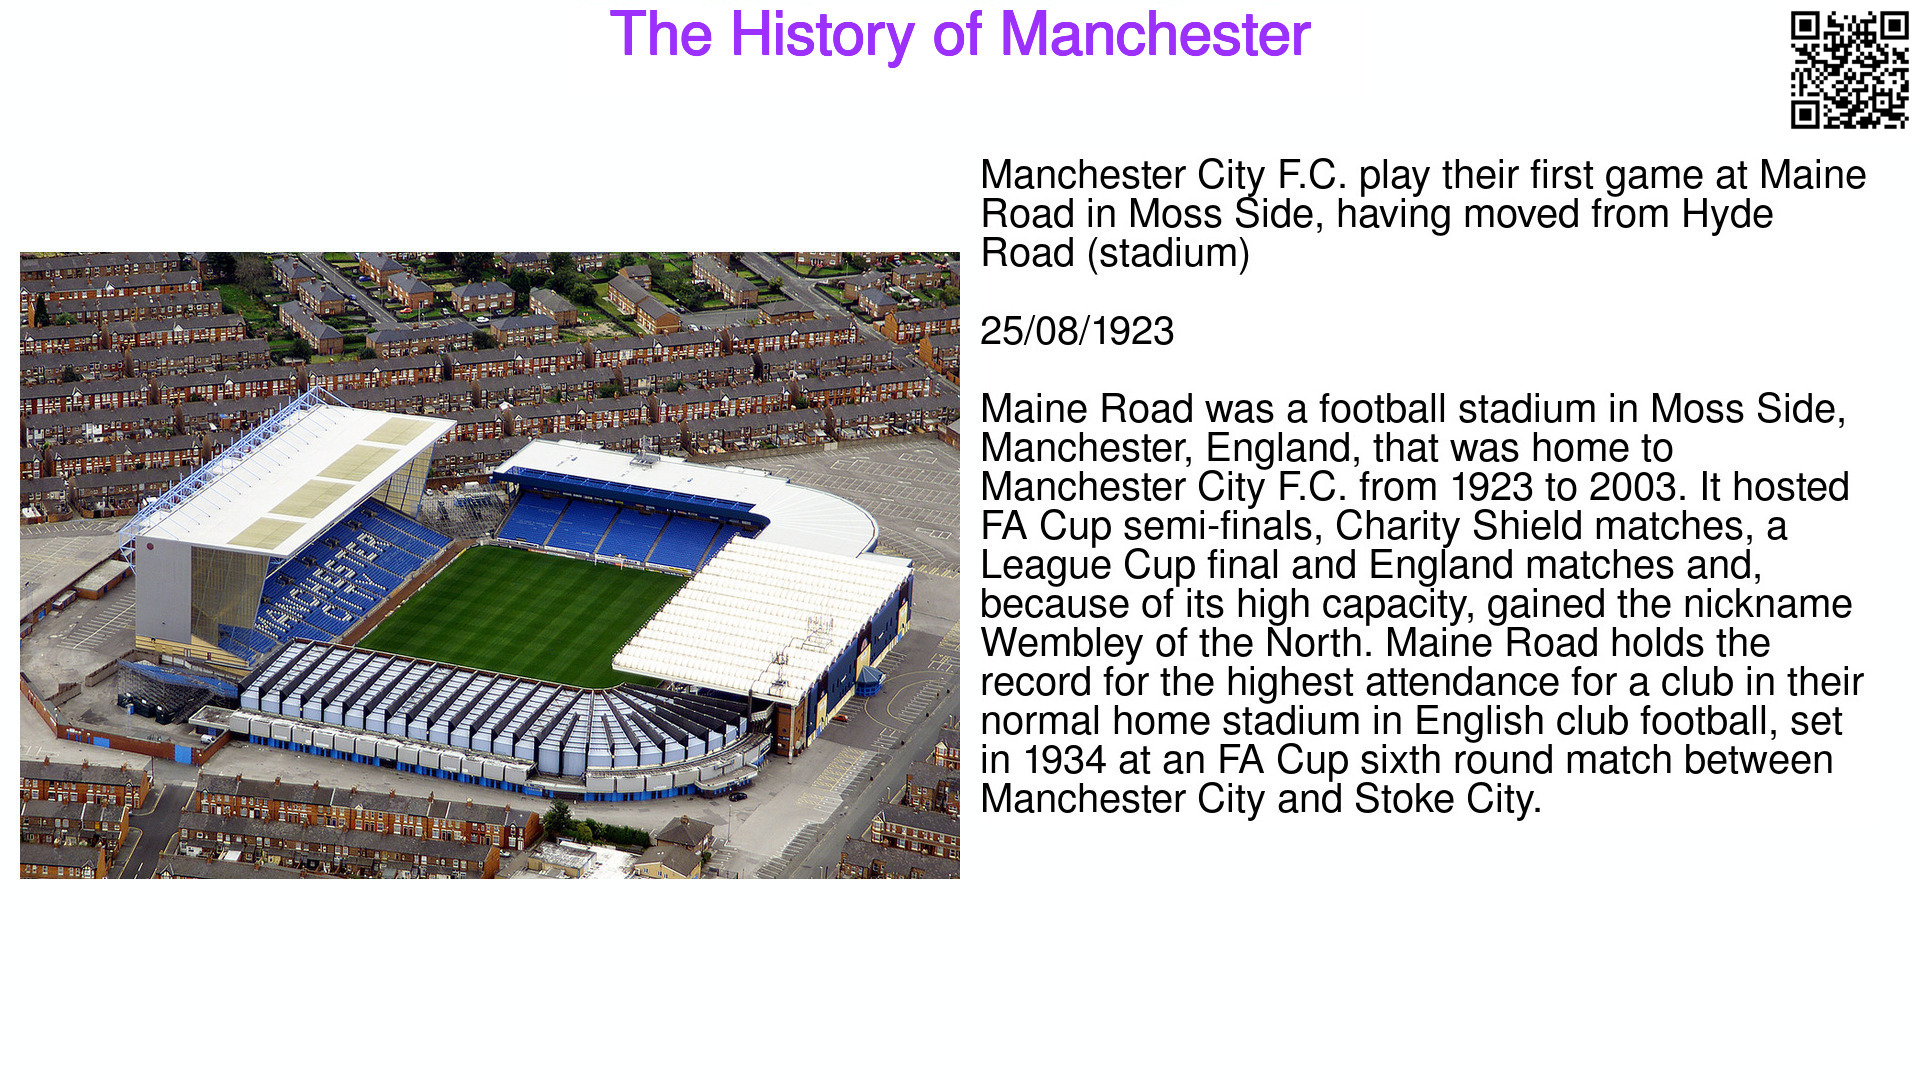 The History of Manchester
Manchester City F.C. play their first game at Maine
Road in Moss Side, having moved from Hyde
Road (stadium)
25/08/1923
Maine Road was a football stadium in Moss Side,
Manchester, England, that was home to
Manchester City F.C. from 1923 to 2003. It hosted
FA Cup semi-finals, Charity Shield matches, a
League Cup final and England matches and,
because of its high capacity, gained the nickname
Wembley of the North. Maine Road holds the
record for the highest attendance for a club in their
normal home stadium in English club football, set
in 1934 at an FA Cup sixth round match between
Manchester City and Stoke City.
MANCHESTER
CITY